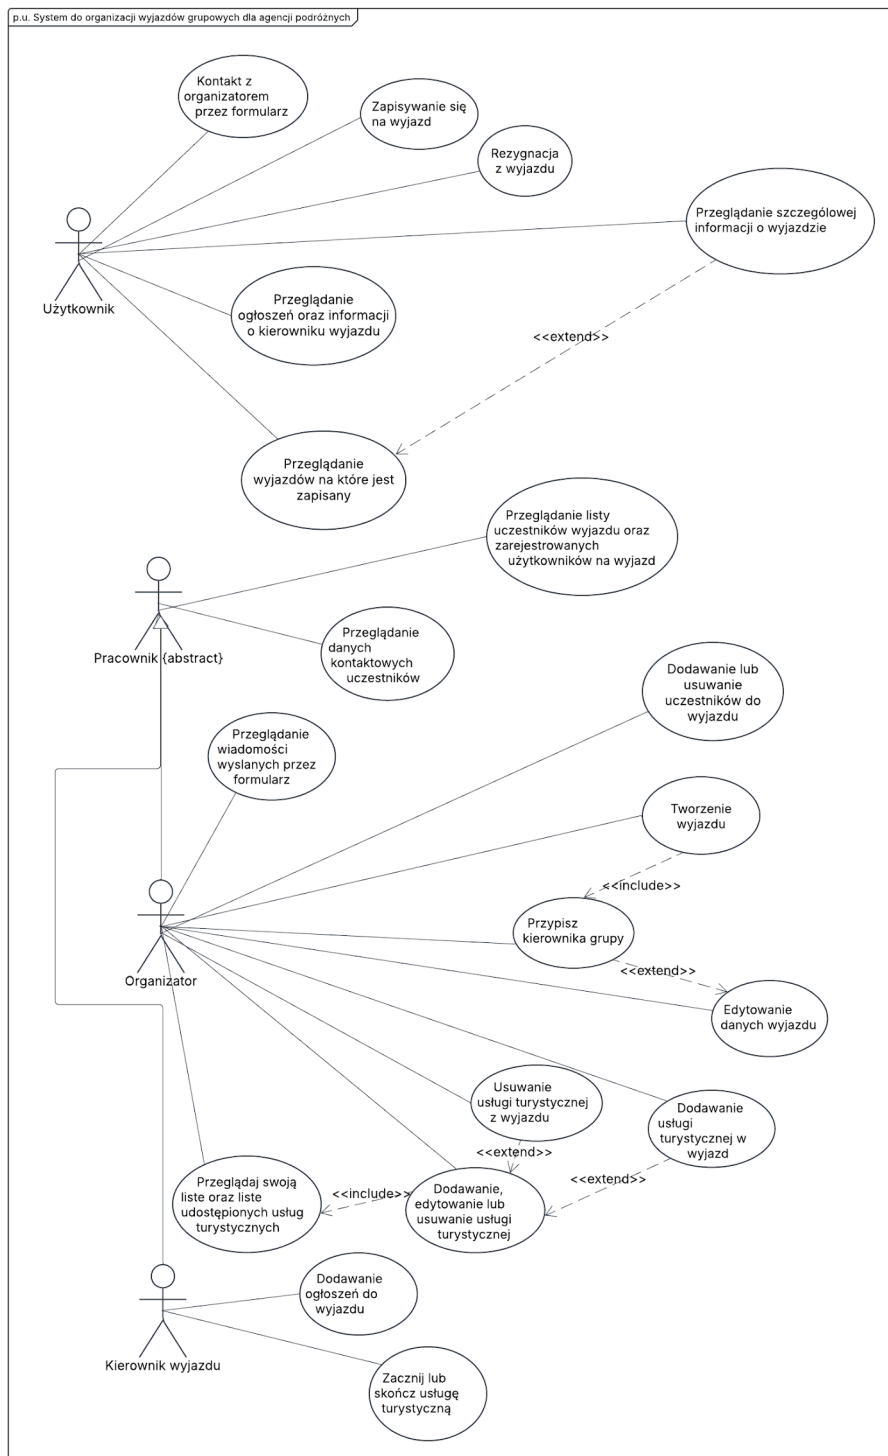 p.u. System do organizacji wyjazdów grupowych dla agencji podróżnych
Kontakt z
organizatorem
przez formularz
Zapisywanie się
na wyjazd
Rezygnacja
z wyjazdu
Przeglądanie szczegółowej
informacji o wyjazdzie
Użytkownik
Przeglądanie
ogłoszeń oraz informacji
o kierowniku wyjazdu
<<extend>>
Przeglądanie
wyjazdów na które jest
zapisany
Przeglądanie listy
uczestników wyjazdu oraz
zarejestrowanych
użytkowników na wyjazd
Pracownik {abstract}
Przeglądanie
danych
kontaktowych
uczestników
Dodawanie lub
usuwanie
uczestników do
wyjazdu
Przeglądanie
wiadomości
wyslanych przez
formularz
Tworzenie
wyjazdu
<<include>>
Przypisz
kierownika grupy
<<extend>>
Organizator
Edytowanie
danych wyjazdu
Usuwanie
usługi turystycznej
z wyjazdu
Dodawanie
usługi
turystycznej w
wyjazd
<<extend>>
<<extend>>
Przeglądaj swoją
liste oraz liste
udostępionych usług
turystycznych
<<include>>
Dodawanie,
edytowanie lub
usuwanie usługi
turystycznej
Dodawanie
ogłoszeń do
wyjazdu
Kierownik wyjazdu
Zacznij lub
skończ usługę
turystyczną